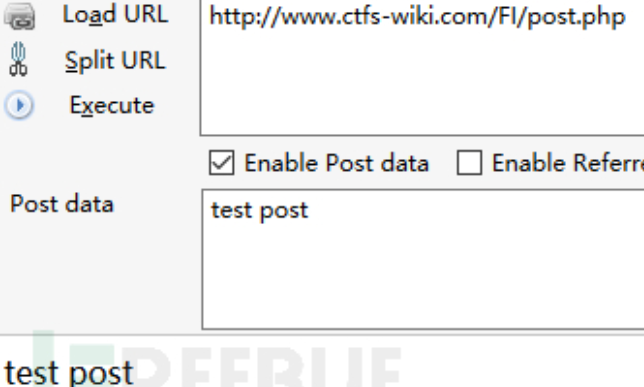 Load URL
http://www.ctfs-wiki.com/FI/post.php
Split URL
Execute
Enable Post data
Enable Referre
Post data
test post
test post
REEBUF